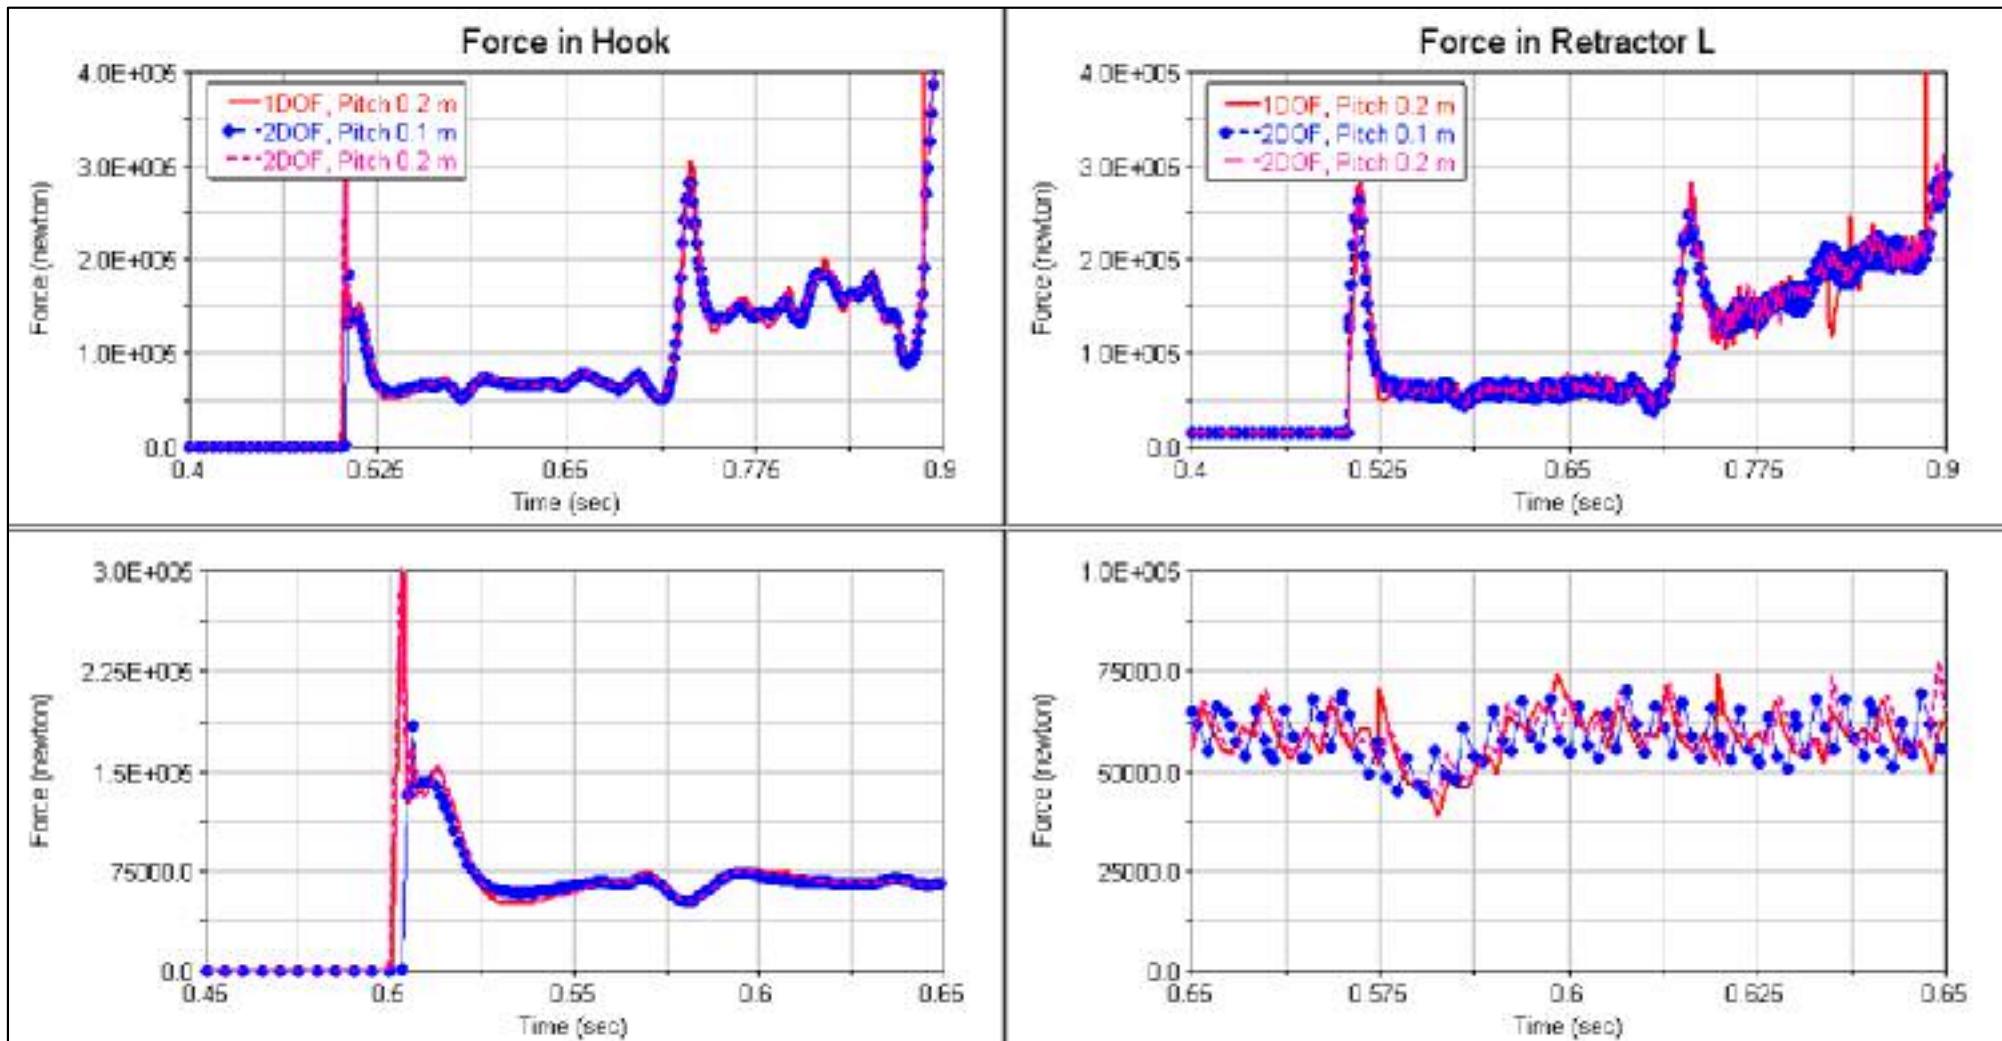 Force in Hook
4.0E+005
3.0E+005
2.0E+005
1.0E+005
0.0
Force (newton)
1DOF, Pitch 0.2 m
2DOF, Pitch 0.1 m
2DOF, Pitch 0.2 m
0.4 0.525 0.65 0.775 0.9
Time (sec)
Force in Retractor L
4.0E+005
3.0E+005
2.0E+005
1.0E+005
0.0
Force (newton)
1DOF, Pitch 0.2 m
2DOF, Pitch 0.1 m
2DOF, Pitch 0.2 m
0.4 0.525 0.65 0.775 0.9
Time (sec)
3.0E+005
2.25E+005
1.5E+005
75000.0
0.0
Force (newton)
0.45 0.5 0.55 0.6 0.65
Time (sec)
1.0E+005
75000.0
50000.0
25000.0
0.0
Force (newton)
0.55 0.575 0.6 0.625 0.65
Time (sec)